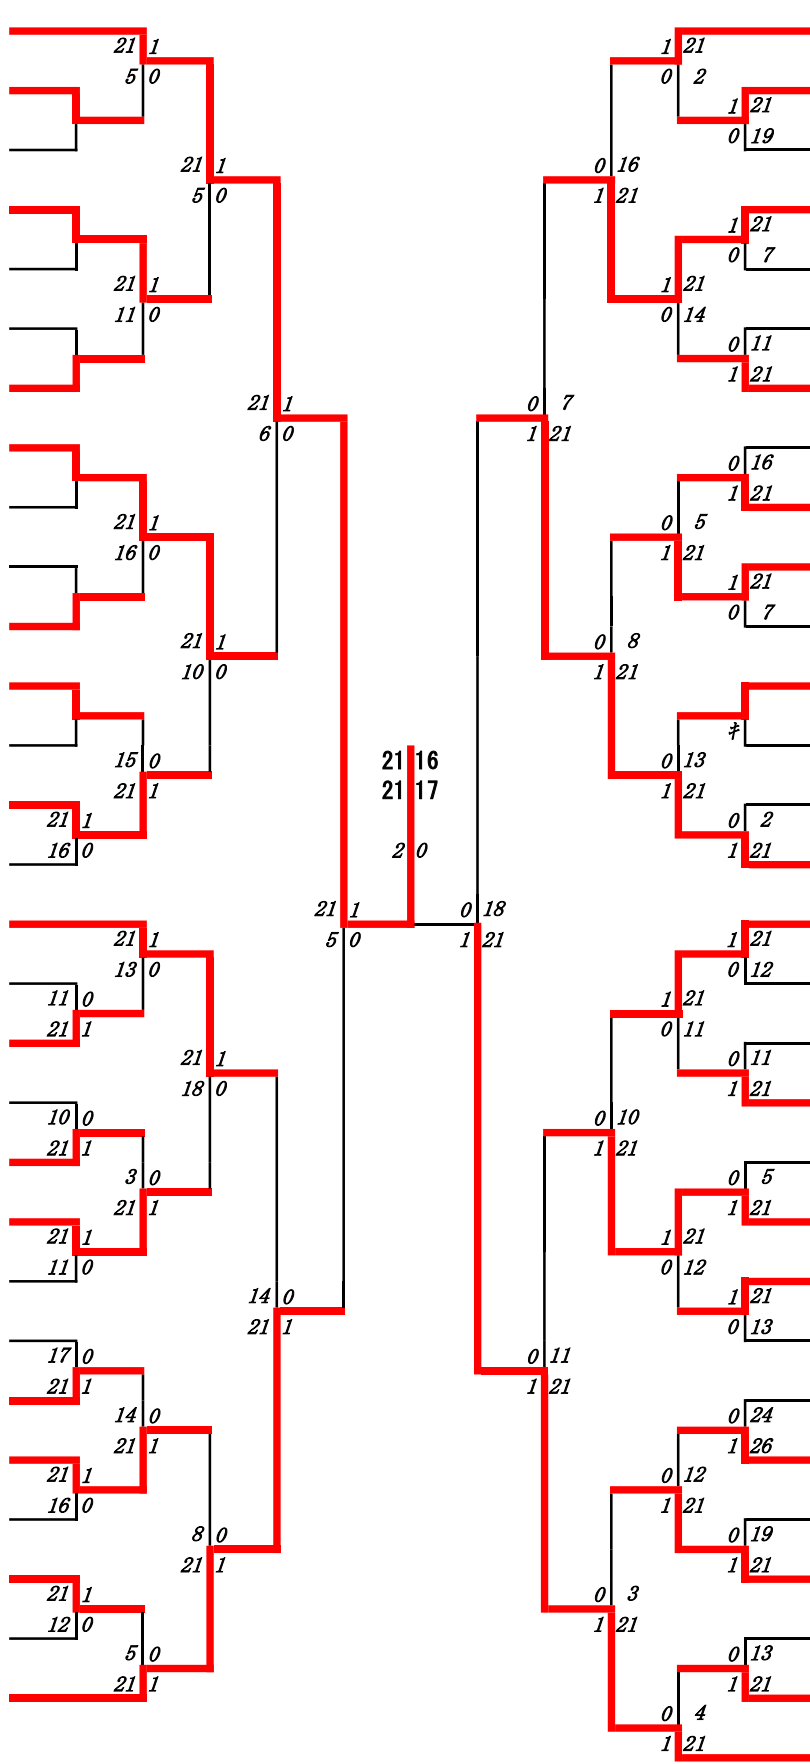 21 1 1 21
5 0 0 2
1 21
0 19
21 1 0 16
5 0 1 21
1 21
0 7
21 1 1 21
11 0 0 14
0 11
1 21
21 1 0 7
6 0 1 21
0 16
1 21
21 1 0 5
16 0 1 21
1 21
0 7
21 1 0 8
10 0 1 21
ｷ
15 0 21 16 0 13
21 1 21 17 1 21
21 1 0 2
16 0 2 0 1 21
21 1 0 18
21 1 5 0 1 21 1 21
13 0 0 12
11 0 1 21
21 1 0 11
21 1 0 11
18 0 1 21
10 0 0 10
21 1 1 21
3 0 0 5
21 1 1 21
21 1 1 21
11 0 0 12
14 0 1 21
21 1 0 13
17 0 0 11
21 1 1 21
14 0 0 24
21 1 1 26
21 1 0 12
16 0 1 21
8 0 0 19
21 1 1 21
21 1 0 3
12 0 1 21
5 0 0 13
21 1 1 21
0 4
1 21